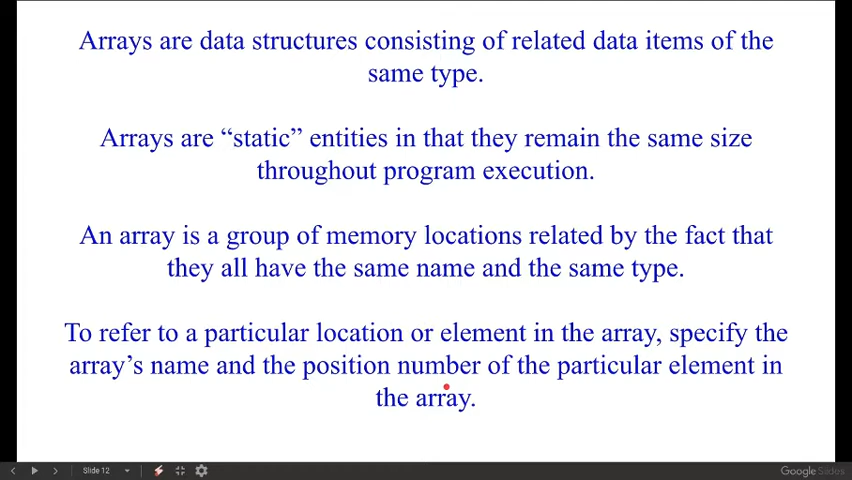 Arrays are data structures consisting of related data items of the
same type.
Arrays are “static” entities in that they remain the same size
throughout program execution.
An array is a group of memory locations related by the fact that
they all have the same name and the same type.
To refer to a particular location or element in the array, specify the
array’s name and the position number of the particular element in
the array.
Slide 12
Google Slides